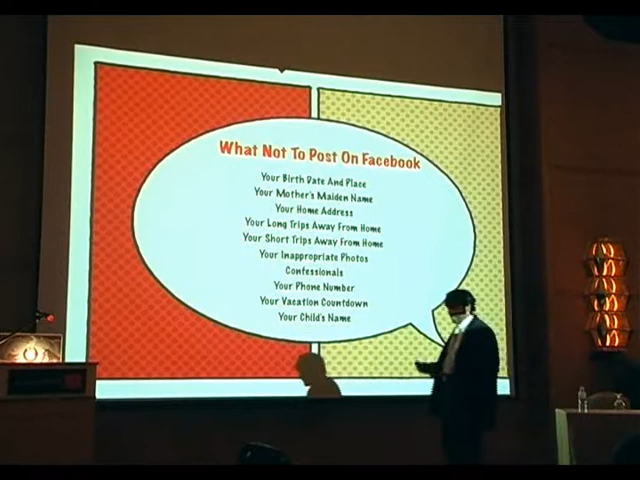 What Not To Post On Facebook
Your Birth Date And Place
Your Mother's Maiden Name
Your Home Address
Your Long Trips Away From Home
Your Short Trips Away From Home
Your Inappropriate Photos
Confessionals
Your Phone Number
Your Vacation Countdown
Your Child's Name